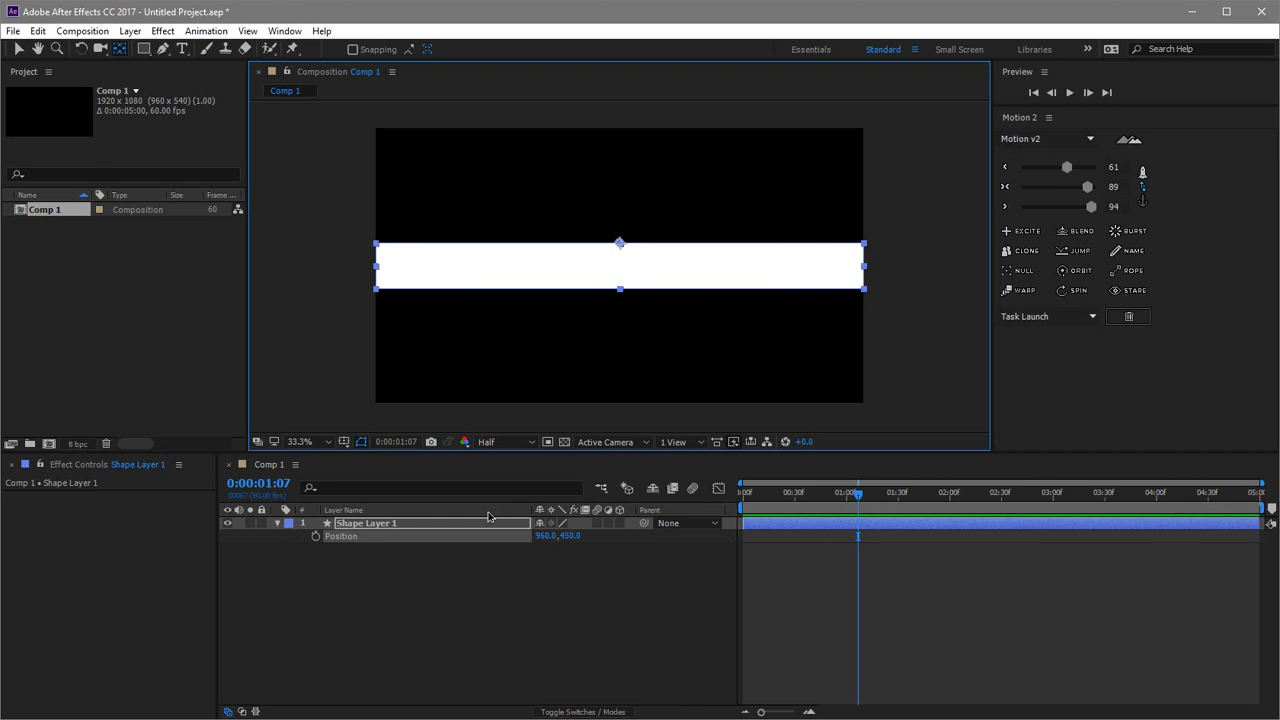 Adobe After Effects CC 2017 - Untitled Project.aep *
File Edit Composition Layer Effect Animation View Window Help
Snapping Essentials Standard Small Screen Libraries Search Help
Project
Comp 1
1920 x 1080 (960 x 540) (1.00)
Δ 0:00:05:00, 60.00 fps
Name Type Size Frame ...
Comp 1 Composition 60
8 bpc
Composition Comp 1
Comp 1
33.3% 0:00:01:07 Half Active Camera 1 View +0.0
Preview
Motion 2
Motion v2
61
89
94
EXCITE BLEND BURST
CLONE JUMP NAME
NULL ORBIT ROPE
WARP SPIN STARE
Task Launch
Effect Controls Shape Layer 1
Comp 1 • Shape Layer 1
Comp 1
0:00:01:07
00067 (60.00 fps)
:00f 00:30f 01:00f 01:30f 02:00f 02:30f 03:00f 03:30f 04:00f 04:30f 05:00
# Layer Name Parent
1 Shape Layer 1 None
Position 960.0,450.0
Toggle Switches / Modes